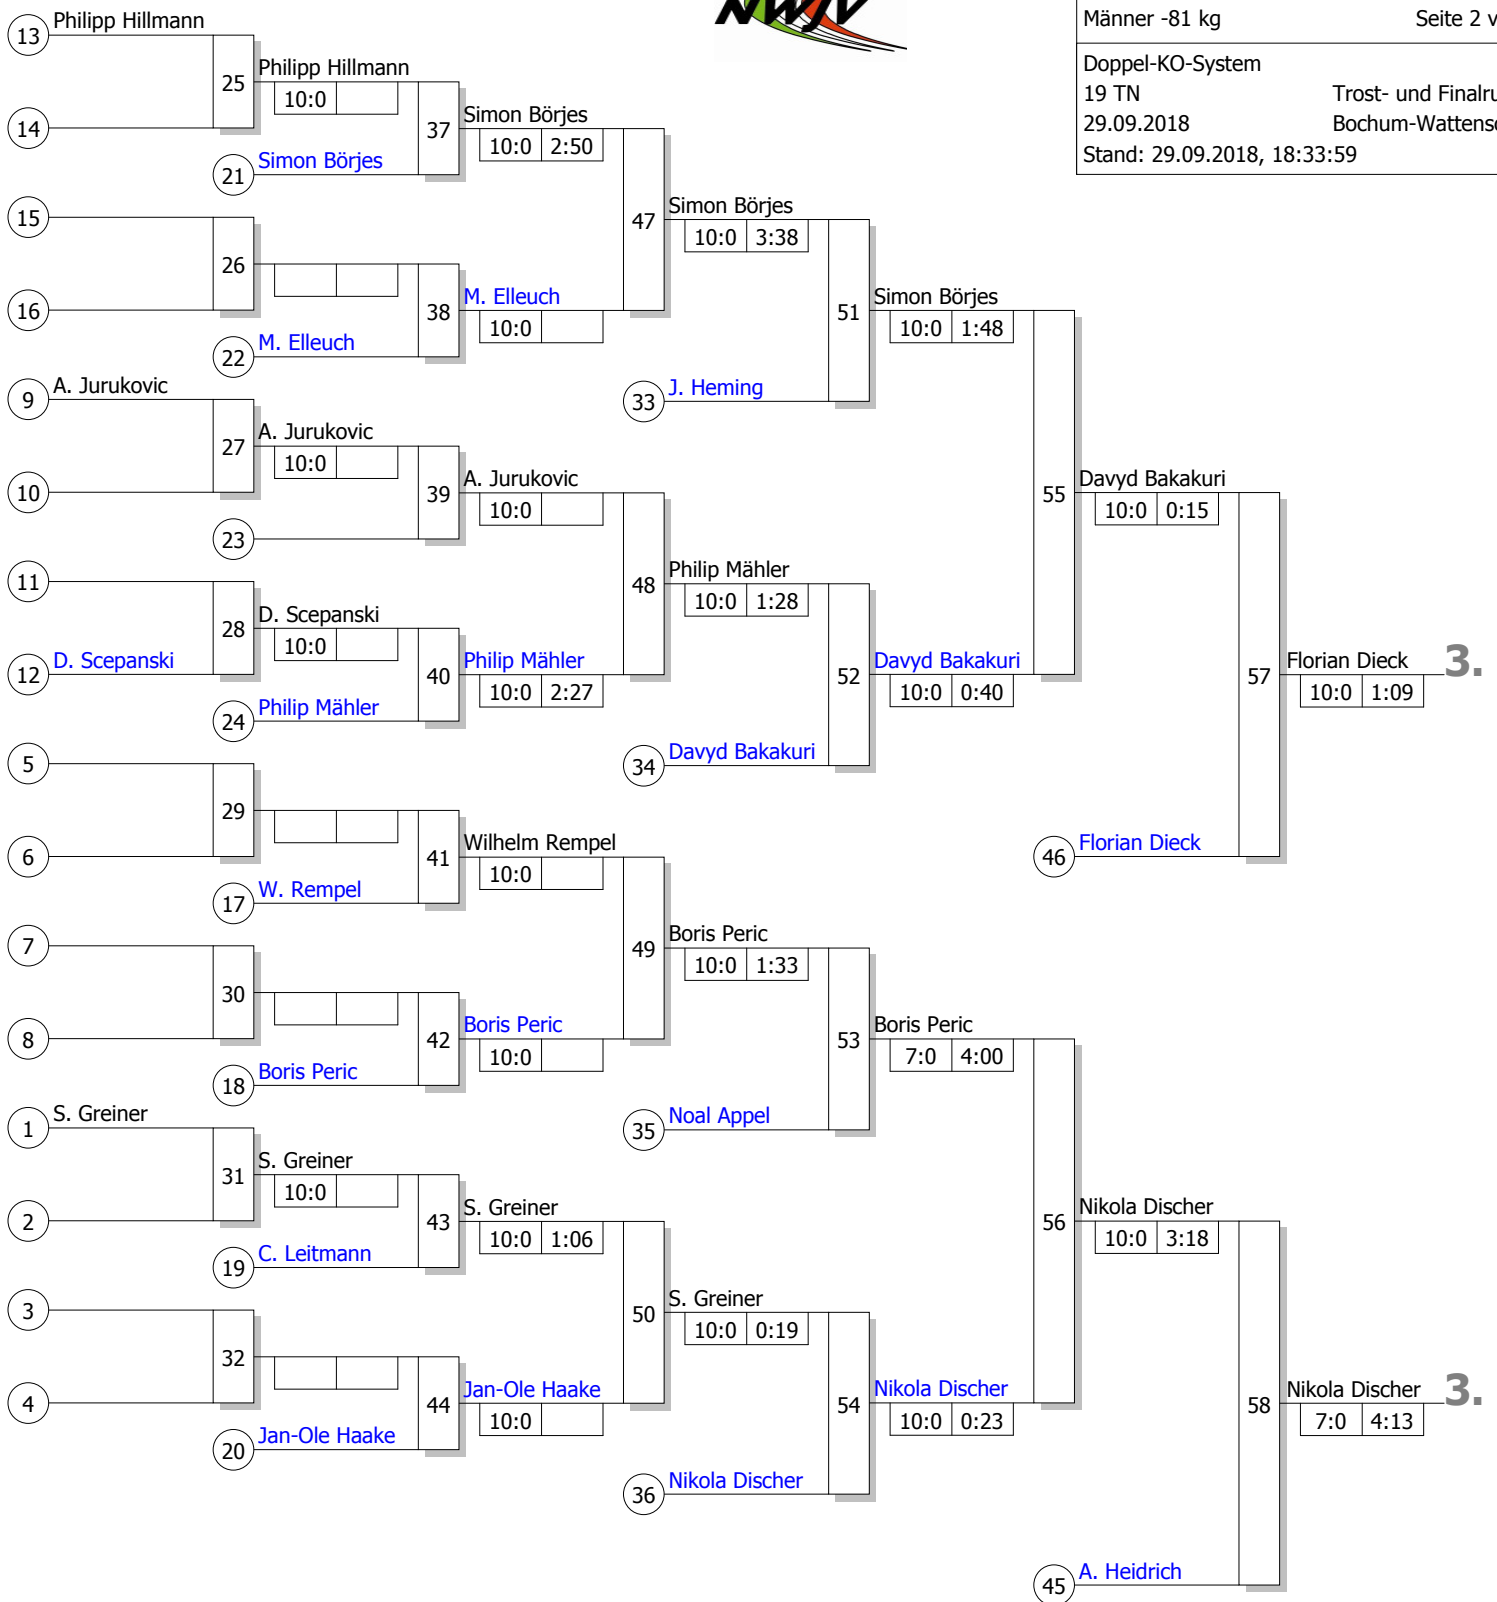 NWJV
Männer -81 kg
Seite 2 v
Doppel-KO-System
19 TN
Trost- und Finalru
29.09.2018
Bochum-Wattens
Stand: 29.09.2018, 18:33:59
13 Philipp Hillmann
25
Philipp Hillmann
10:0
14
37
Simon Börjes
10:0 2:50
21 Simon Börjes
15
47
Simon Börjes
10:0 3:38
26
16
38
M. Elleuch
10:0
22 M. Elleuch
51
Simon Börjes
10:0 1:48
33 J. Heming
9 A. Jurukovic
27
A. Jurukovic
10:0
10
39
A. Jurukovic
10:0
23
55
Davyd Bakakuri
10:0 0:15
11
28
D. Scepanski
10:0
12 D. Scepanski
40
Philip Mähler
10:0 2:27
24 Philip Mähler
48
Philip Mähler
10:0 1:28
52
Davyd Bakakuri
10:0 0:40
34 Davyd Bakakuri
57
Florian Dieck
10:0 1:09
3.
46 Florian Dieck
5
29
6
41
Wilhelm Rempel
10:0
17 W. Rempel
7
30
8
42
Boris Peric
10:0
18 Boris Peric
49
Boris Peric
10:0 1:33
53
Boris Peric
7:0 4:00
35 Noal Appel
1 S. Greiner
31
S. Greiner
10:0
2
43
S. Greiner
10:0 1:06
19 C. Leitmann
56
Nikola Discher
10:0 3:18
3
32
4
44
Jan-Ole Haake
10:0
20 Jan-Ole Haake
50
S. Greiner
10:0 0:19
54
Nikola Discher
10:0 0:23
36 Nikola Discher
58
Nikola Discher
7:0 4:13
3.
45 A. Heidrich